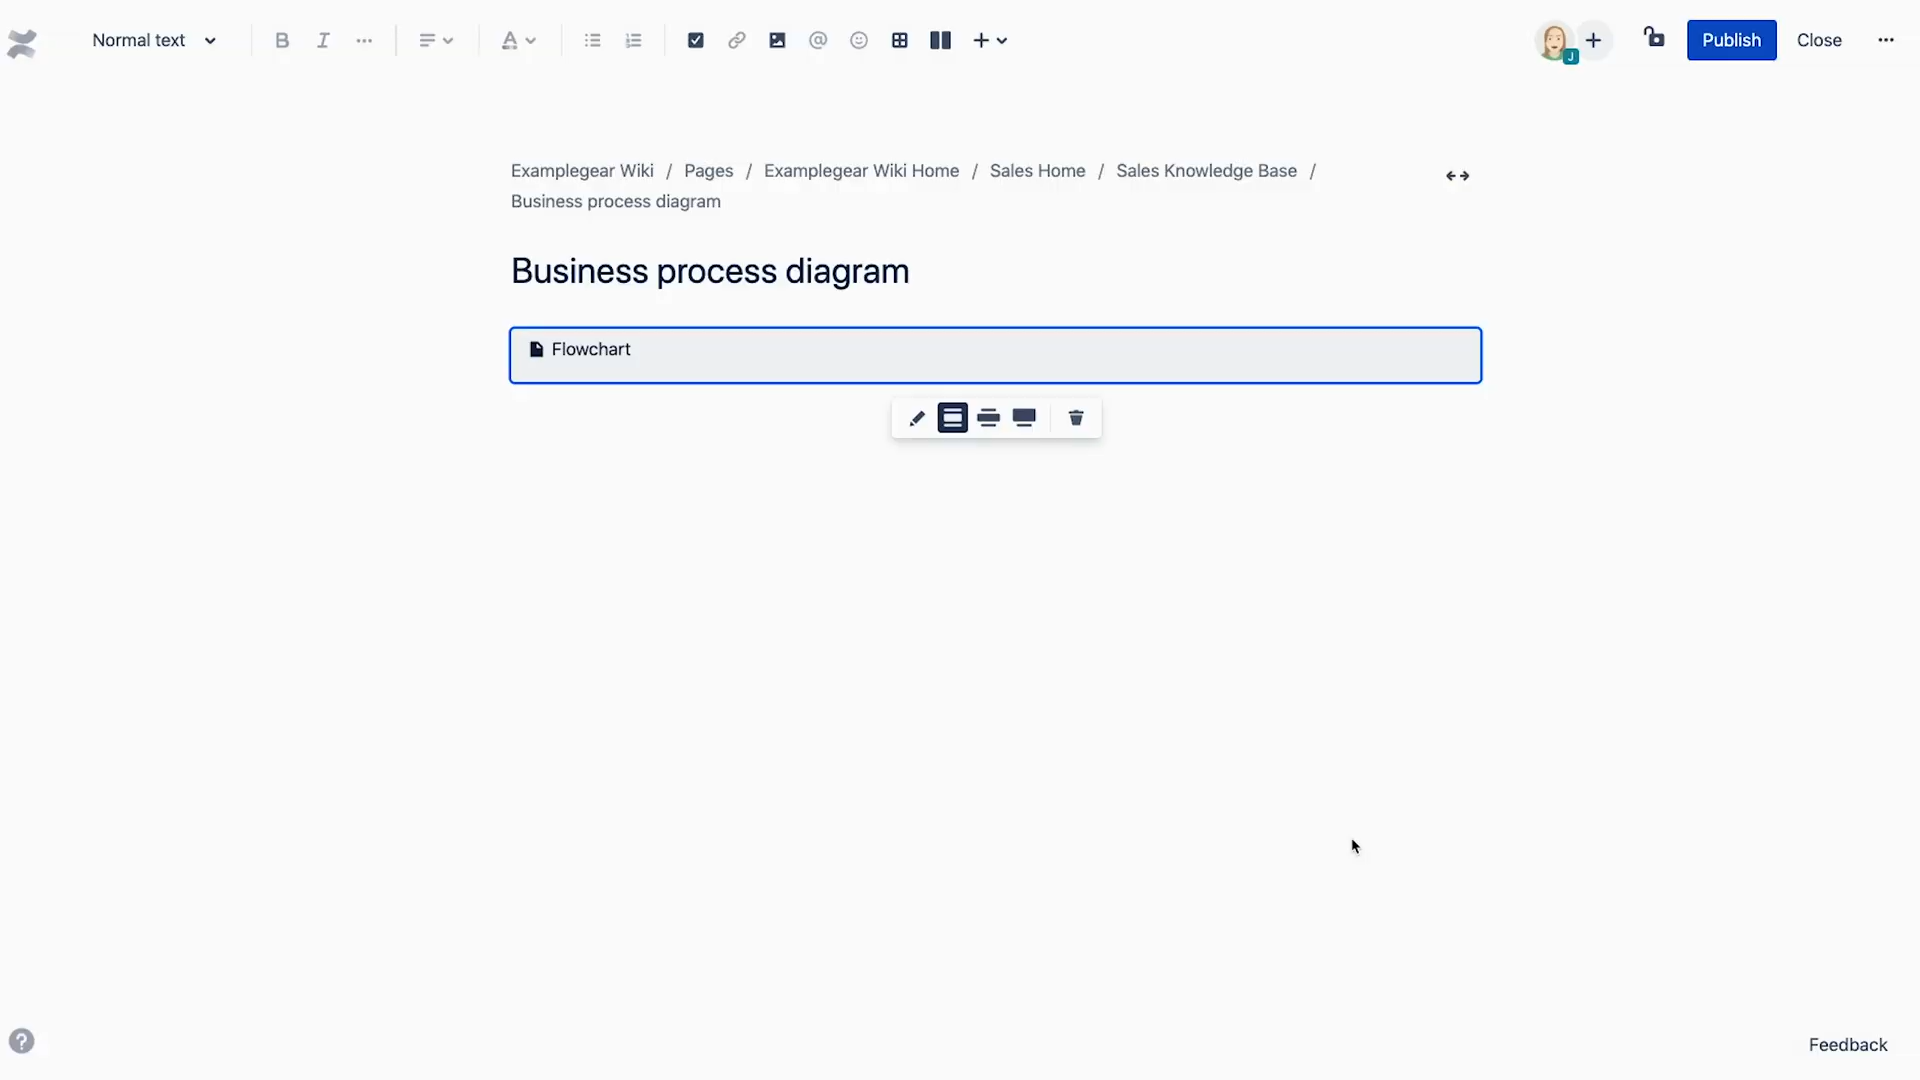 Normal text
J
Publish
Close
Examplegear Wiki / Pages / Examplegear Wiki Home / Sales Home / Sales Knowledge Base /
Business process diagram
Business process diagram
Flowchart
Feedback